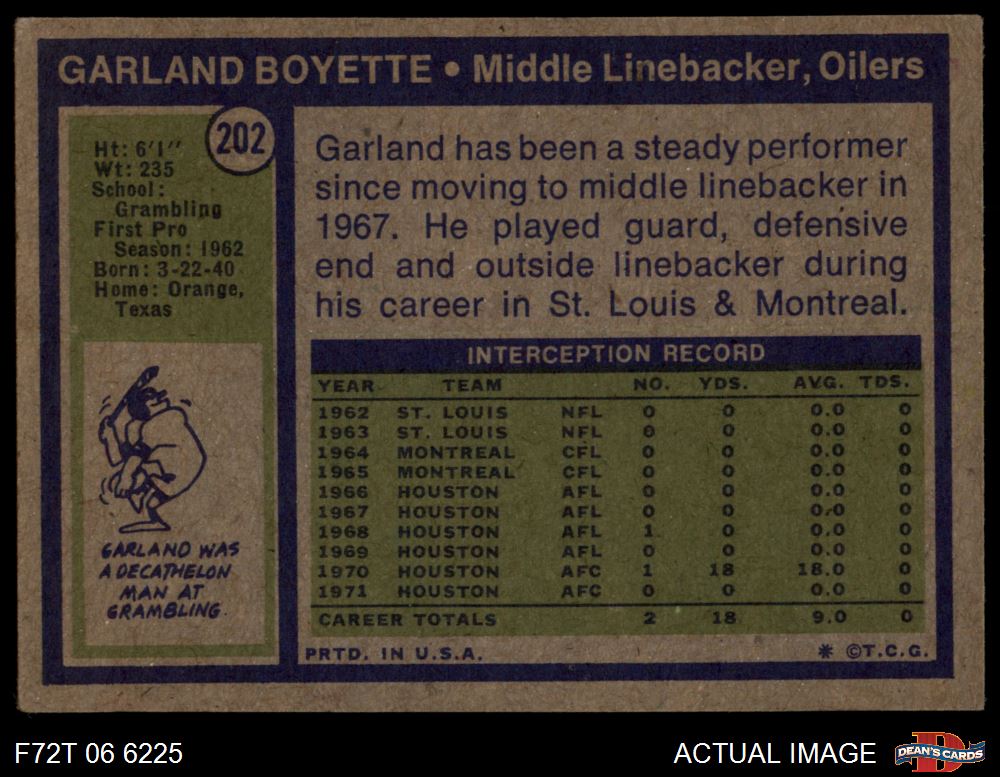 GARLAND BOYETTE • Middle Linebacker, Oilers
202
Ht: 6'1"
Wt: 235
School:
Grambling
First Pro
Season: 1962
Born: 3-22-40
Home: Orange,
Texas
GARLAND WAS
A DECATHELON
MAN AT
GRAMBLING.
Garland has been a steady performer
since moving to middle linebacker in
1967. He played guard, defensive
end and outside linebacker during
his career in St. Louis & Montreal.
INTERCEPTION RECORD
YEAR TEAM NO. YDS. AVG. TDS.
1962 ST. LOUIS NFL 0 0 0.0 0
1963 ST. LOUIS NFL 0 0 0.0 0
1964 MONTREAL CFL 0 0 0.0 0
1965 MONTREAL CFL 0 0 0.0 0
1966 HOUSTON AFL 0 0 0.0 0
1967 HOUSTON AFL 0 0 0.0 0
1968 HOUSTON AFL 1 0 0.0 0
1969 HOUSTON AFL 0 0 0.0 0
1970 HOUSTON AFC 1 18 18.0 0
1971 HOUSTON AFC 0 0 0.0 0
CAREER TOTALS 2 18 9.0 0
PRTD. IN U.S.A. * ©T.C.G.
F72T 06 6225 ACTUAL IMAGE D DEAN'S CARDS